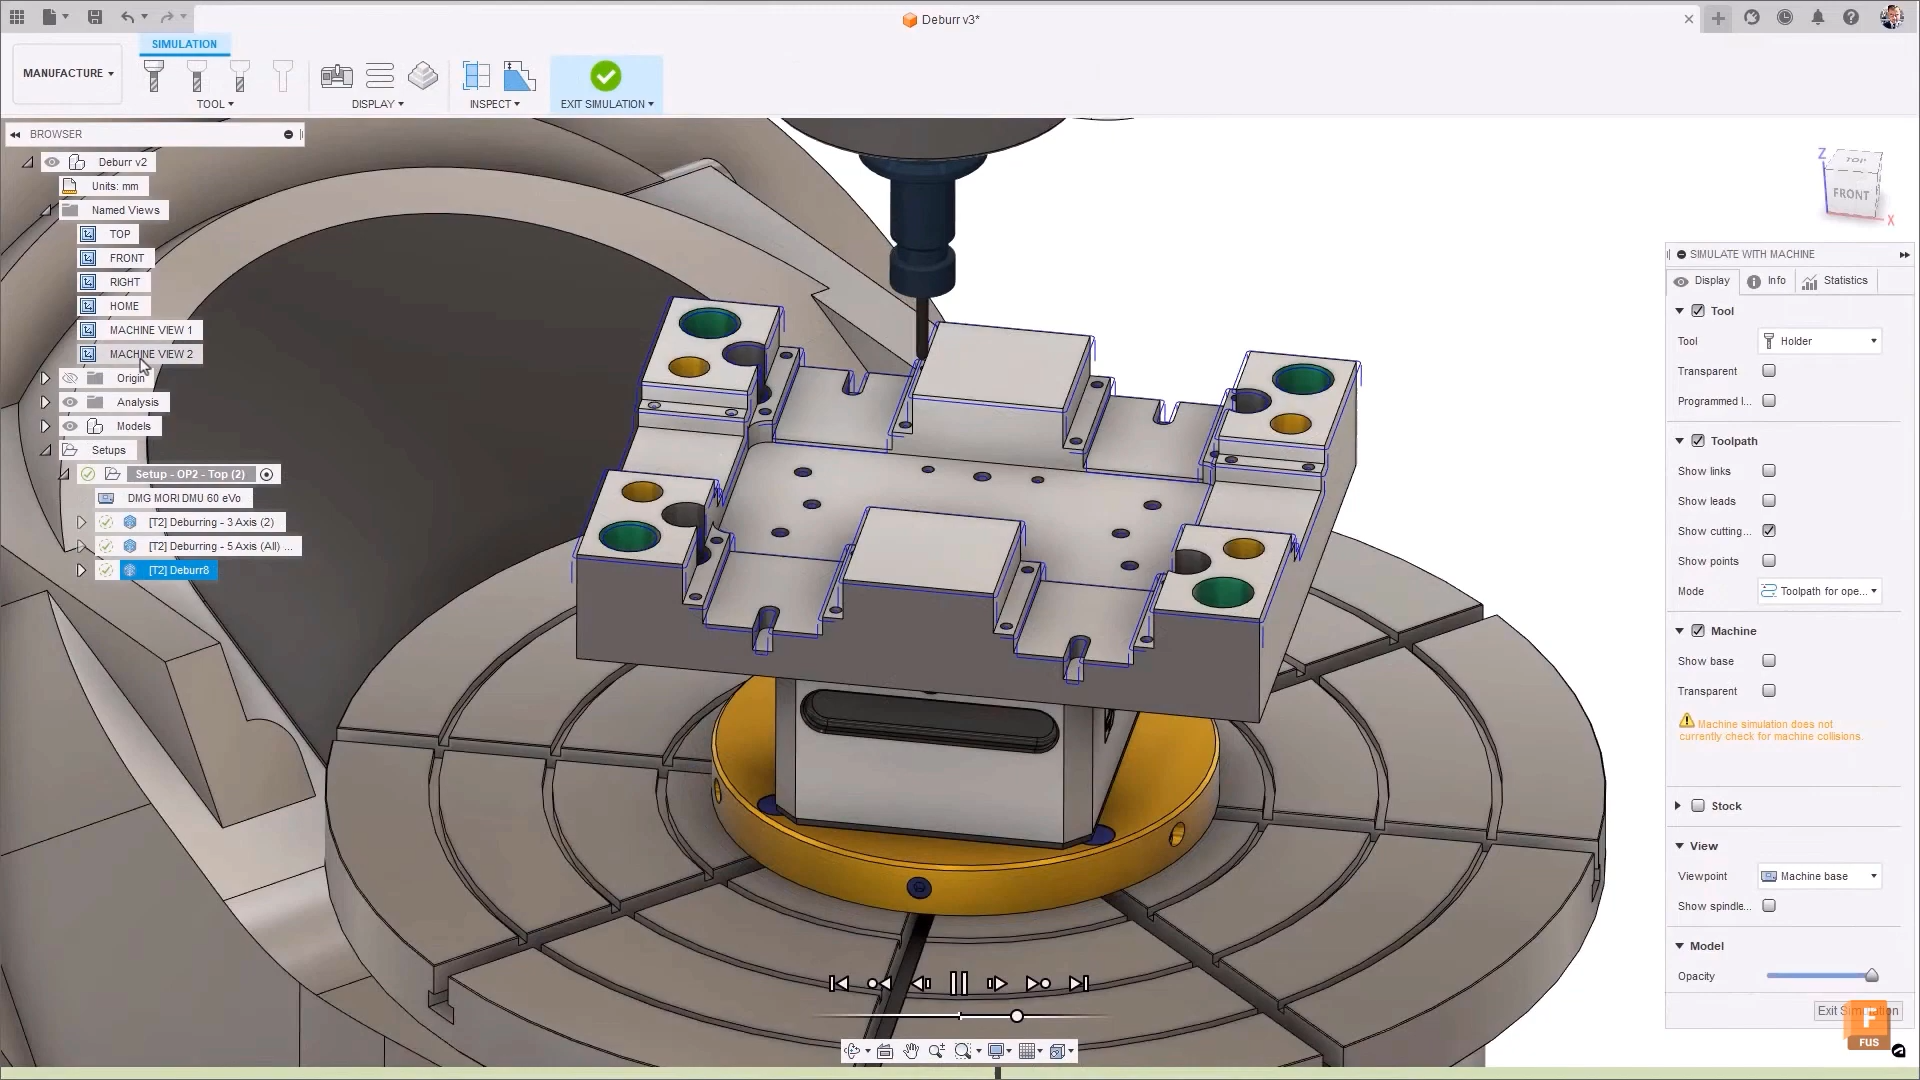 Deburr v3*
MANUFACTURE
SIMULATION
TOOL
DISPLAY
INSPECT
EXIT SIMULATION
BROWSER
Deburr v2
Units: mm
Named Views
TOP
FRONT
RIGHT
HOME
MACHINE VIEW 1
MACHINE VIEW 2
Origin
Analysis
Models
Setups
Setup - OP2 - Top (2)
DMG MORI DMU 60 eVo
[T2] Deburring - 3 Axis (2)
[T2] Deburring - 5 Axis (All) ...
[T2] Deburr8
Z
TOP
FRONT
X
SIMULATE WITH MACHINE
Display
Info
Statistics
Tool
Tool
Holder
Transparent
Programmed l...
Toolpath
Show links
Show leads
Show cutting...
Show points
Mode
Toolpath for ope...
Machine
Show base
Transparent
Machine simulation does not
currently check for machine collisions.
Stock
View
Viewpoint
Machine base
Show spindle...
Model
Opacity
Exit Simulation
F
FUS